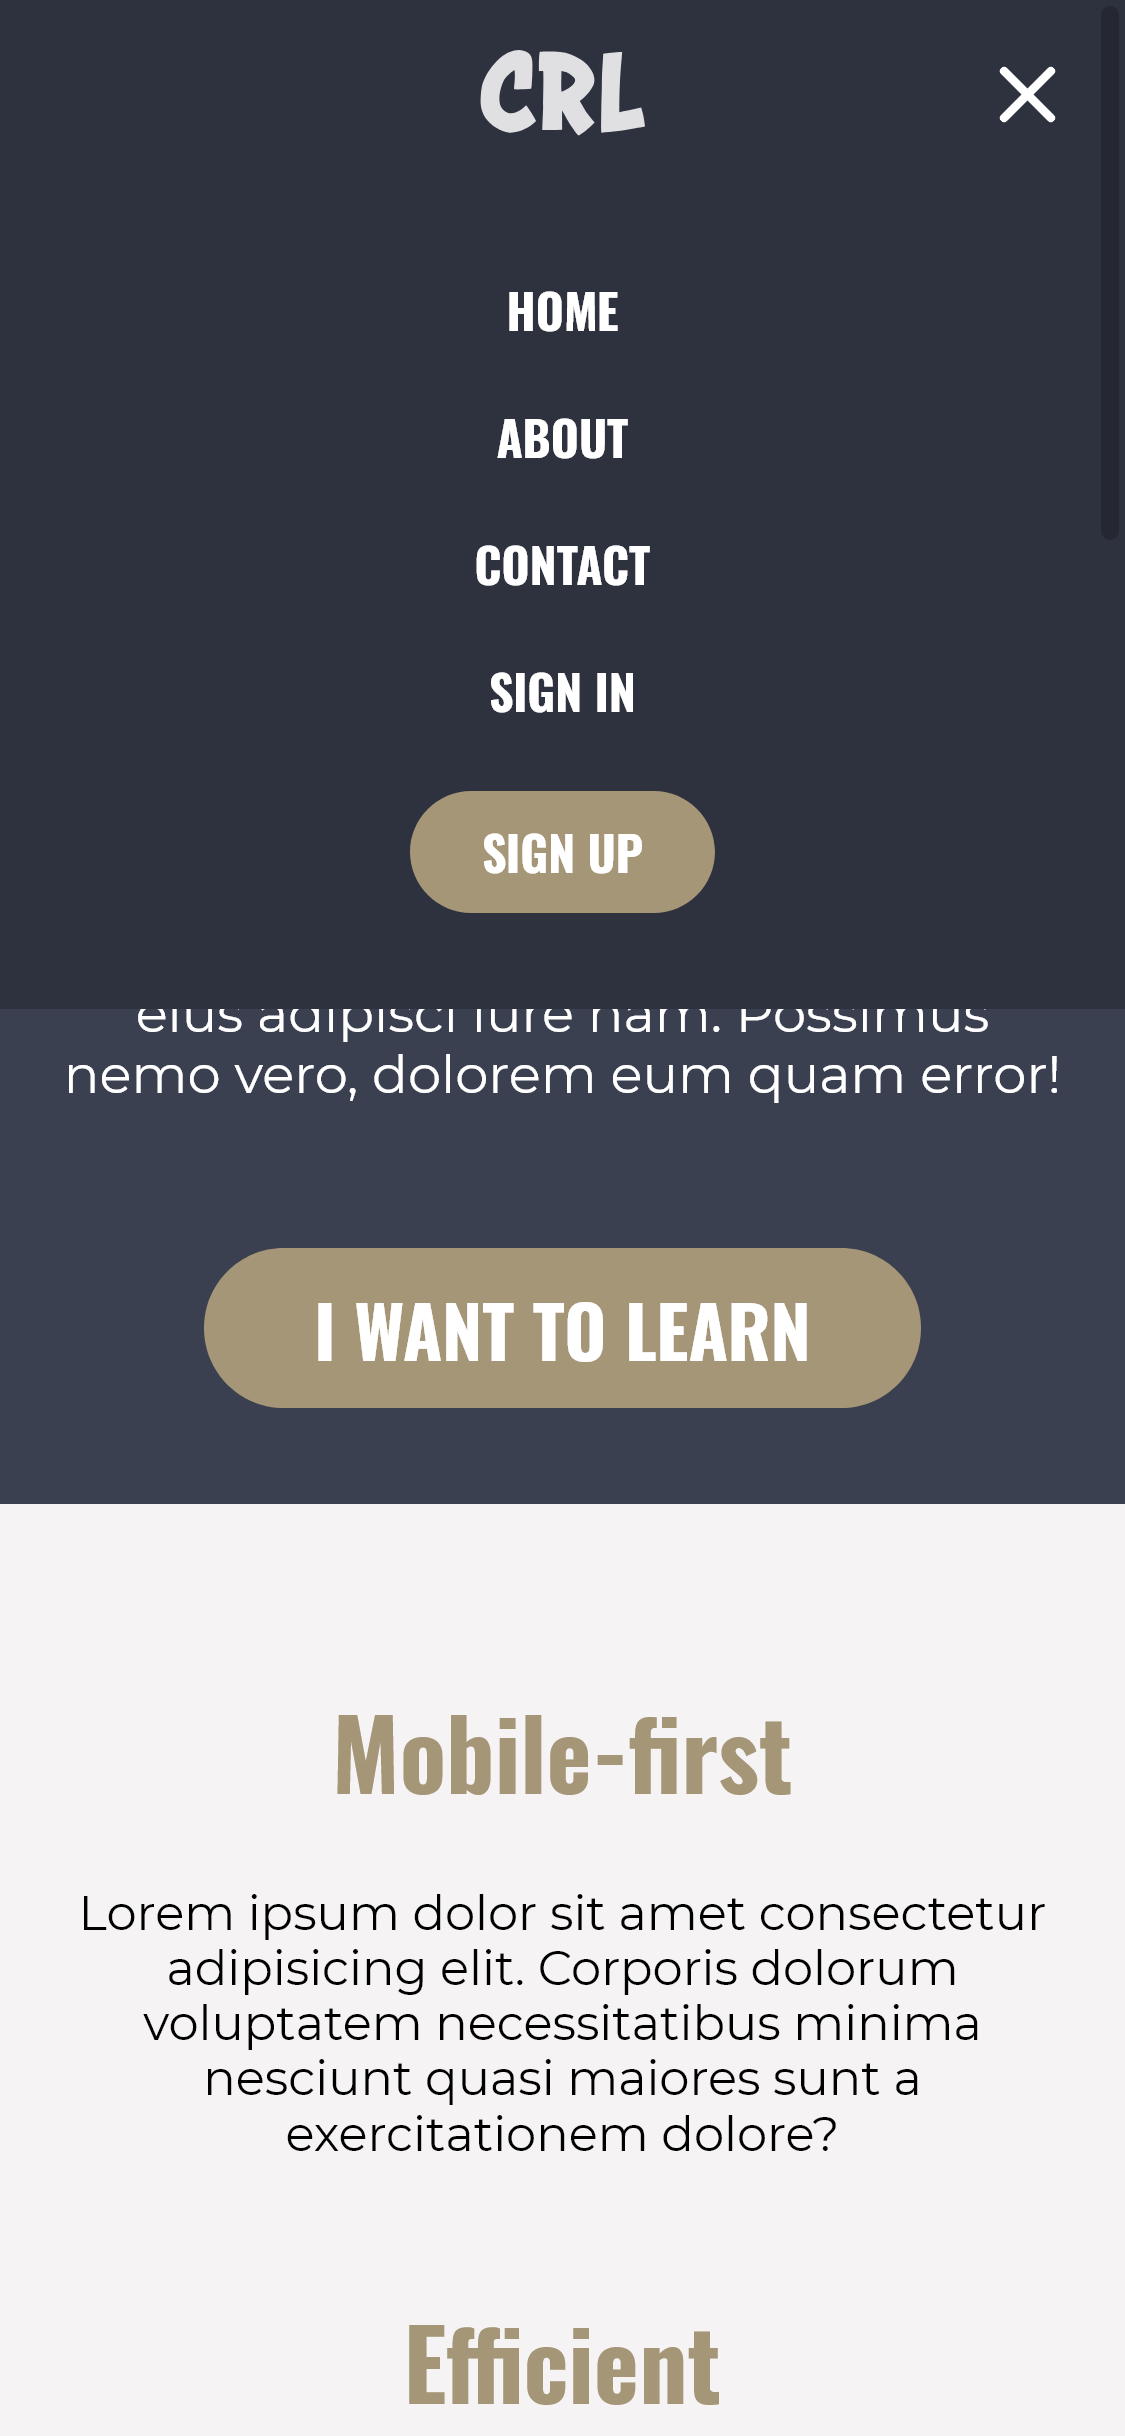 CRL
HOME
ABOUT
CONTACT
SIGN IN
SIGN UP
eius adipisci iure nam. Possimus
nemo vero, dolorem eum quam error!
I WANT TO LEARN
Mobile-first
Lorem ipsum dolor sit amet consectetur
adipisicing elit. Corporis dolorum
voluptatem necessitatibus minima
nesciunt quasi maiores sunt a
exercitationem dolore?
Efficient